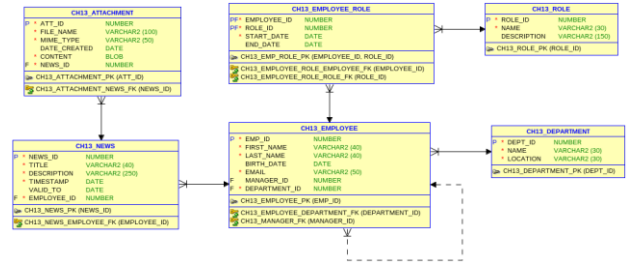 CH13_ATTACHMENT
P * ATT_ID NUMBER
* FILE_NAME VARCHAR2 (100)
* MIME_TYPE VARCHAR2 (50)
DATE_CREATED DATE
* CONTENT BLOB
F * NEWS_ID NUMBER
CH13_ATTACHMENT_PK (ATT_ID)
CH13_ATTACHMENT_NEWS_FK (NEWS_ID)
CH13_EMPLOYEE_ROLE
PF* EMPLOYEE_ID NUMBER
PF* ROLE_ID NUMBER
* START_DATE DATE
END_DATE DATE
CH13_EMP_ROLE_PK (EMPLOYEE_ID, ROLE_ID)
CH13_EMPLOYEE_ROLE_EMPLOYEE_FK (EMPLOYEE_ID)
CH13_EMPLOYEE_ROLE_ROLE_FK (ROLE_ID)
CH13_ROLE
P * ROLE_ID NUMBER
* NAME VARCHAR2 (30)
DESCRIPTION VARCHAR2 (150)
CH13_ROLE_PK (ROLE_ID)
CH13_NEWS
P * NEWS_ID NUMBER
* TITLE VARCHAR2 (40)
* DESCRIPTION VARCHAR2 (250)
* TIMESTAMP DATE
VALID_TO DATE
F * EMPLOYEE_ID NUMBER
CH13_NEWS_PK (NEWS_ID)
CH13_NEWS_EMPLOYEE_FK (EMPLOYEE_ID)
CH13_EMPLOYEE
P * EMP_ID NUMBER
* FIRST_NAME VARCHAR2 (40)
* LAST_NAME VARCHAR2 (40)
BIRTH_DATE DATE
* EMAIL VARCHAR2 (50)
F MANAGER_ID NUMBER
F * DEPARTMENT_ID NUMBER
CH13_EMPLOYEE_PK (EMP_ID)
CH13_EMPLOYEE_DEPARTMENT_FK (DEPARTMENT_ID)
CH13_MANAGER_FK (MANAGER_ID)
CH13_DEPARTMENT
P * DEPT_ID NUMBER
* NAME VARCHAR2 (30)
* LOCATION VARCHAR2 (30)
CH13_DEPARTMENT_PK (DEPT_ID)